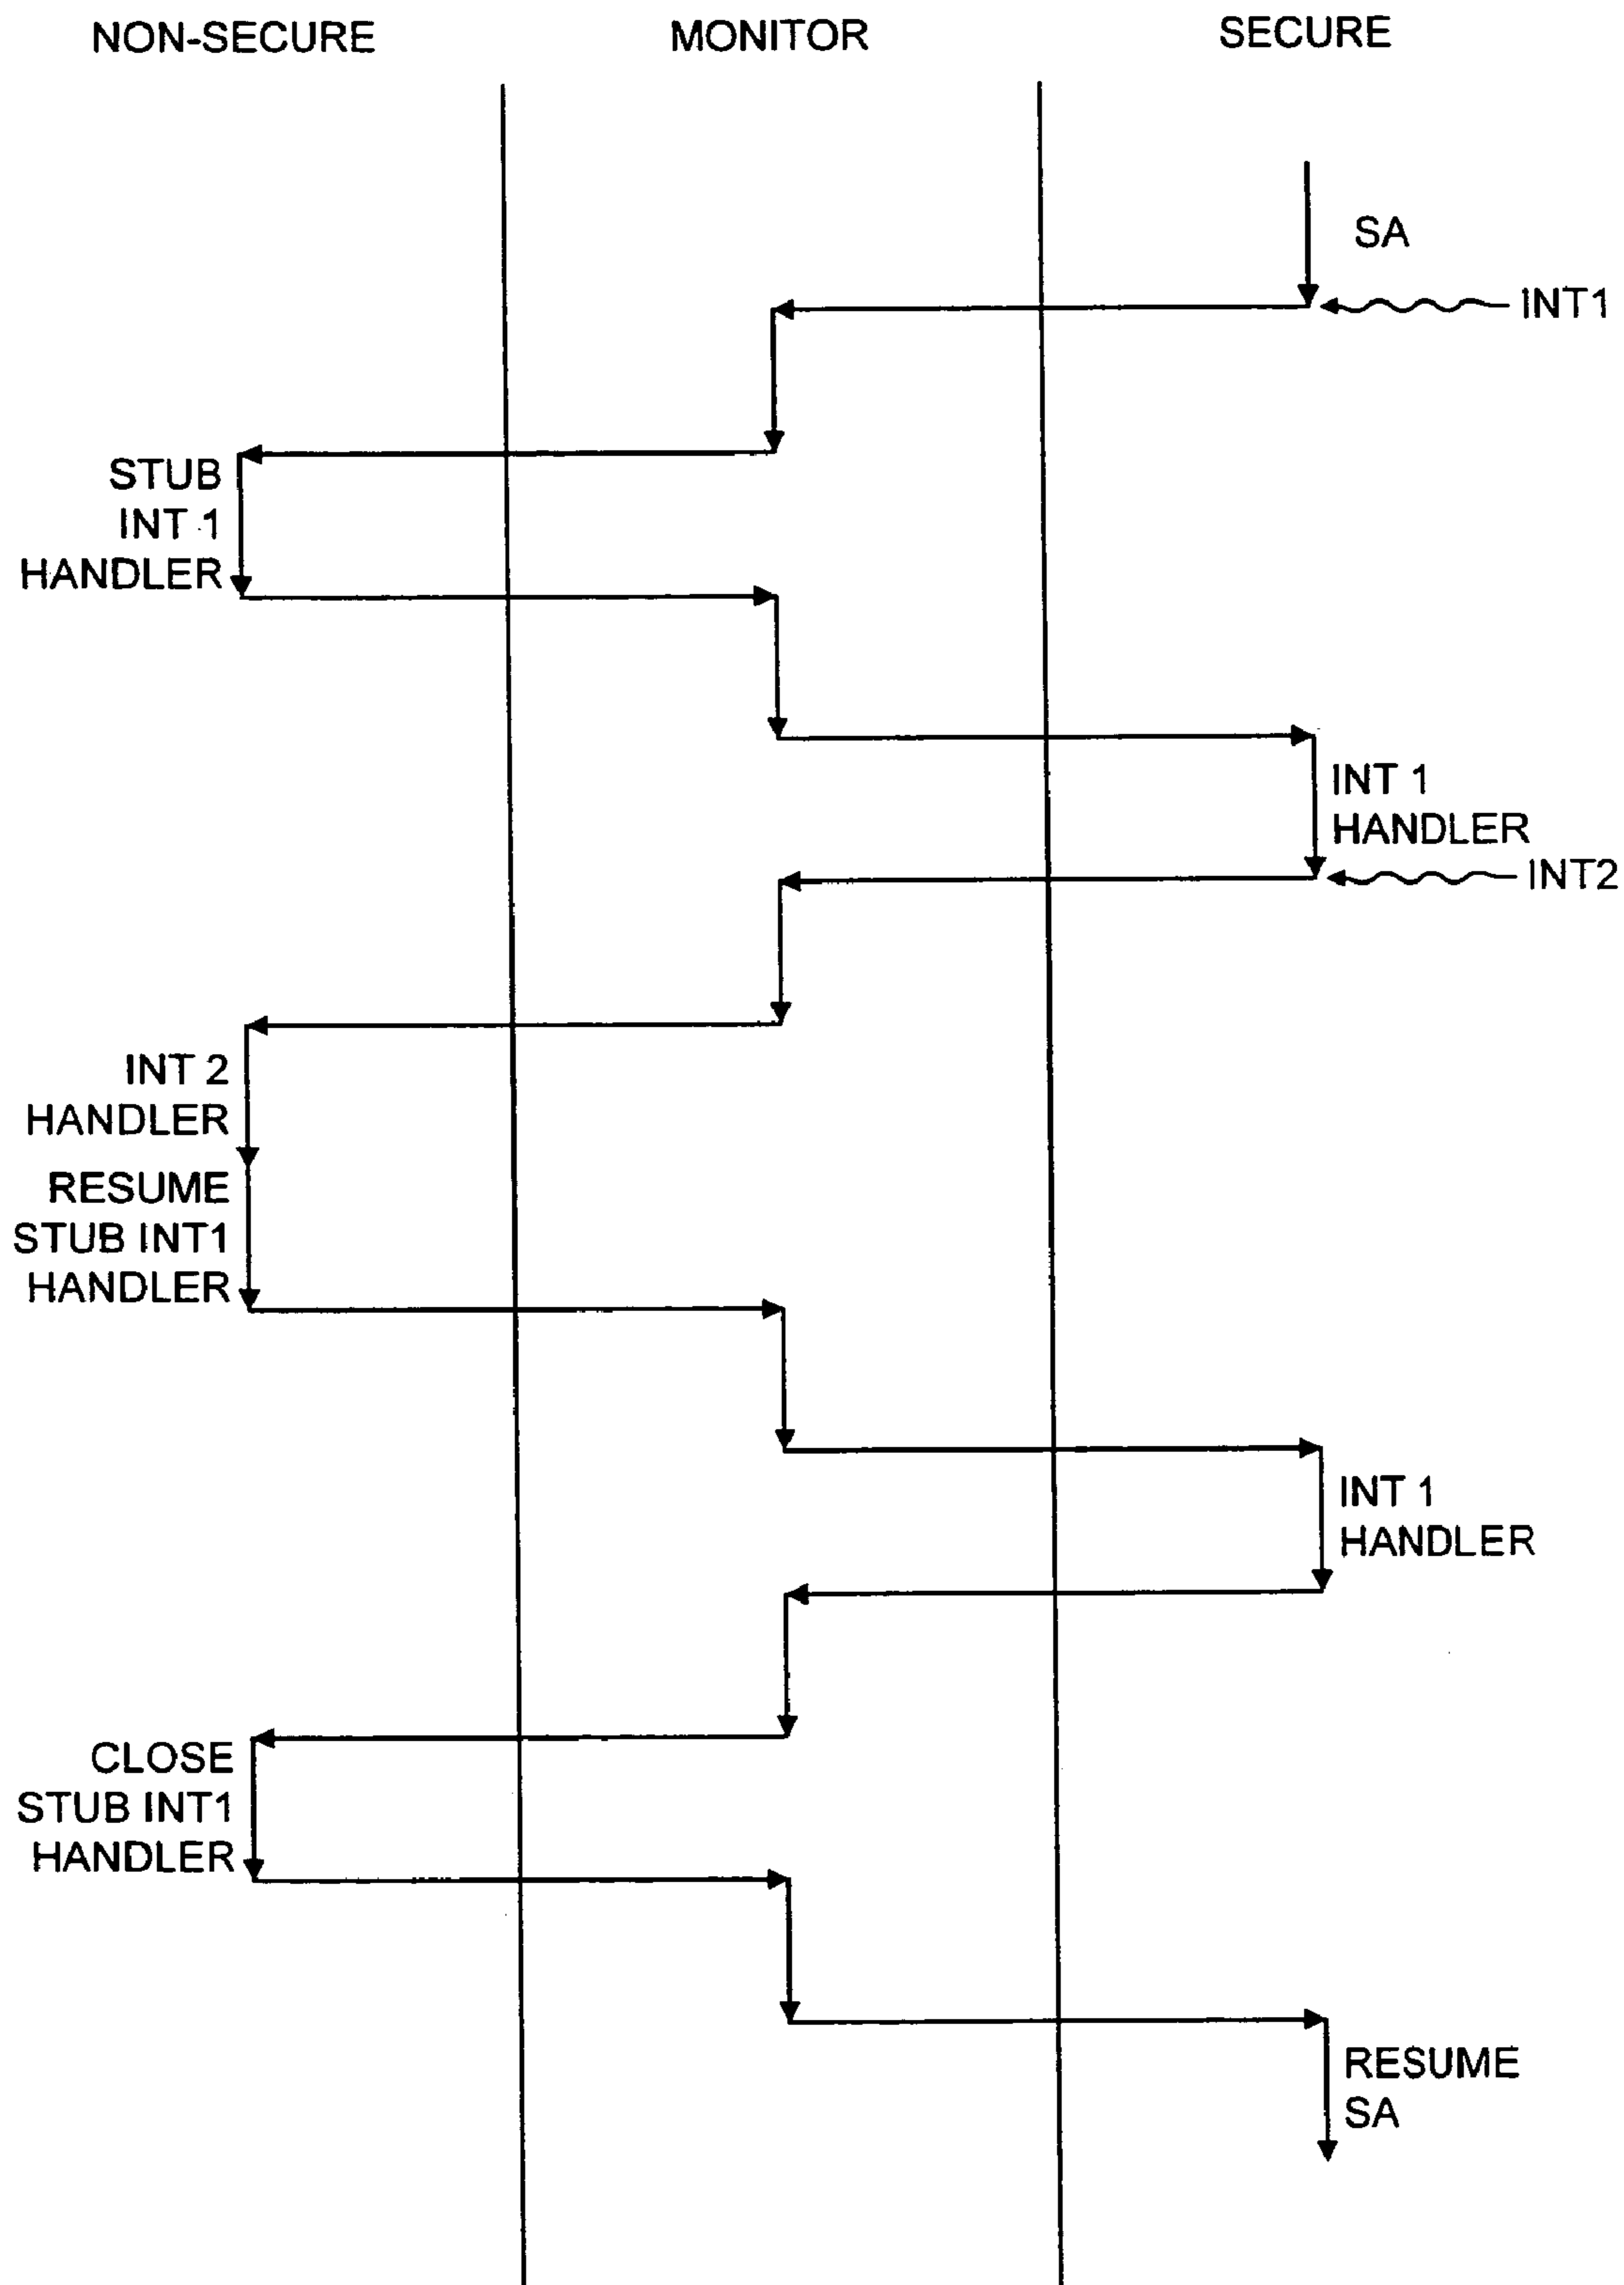 NON-SECURE
MONITOR
SECURE
SA
INT1
STUB
INT 1
HANDLER
INT 1
HANDLER
INT2
INT 2
HANDLER
RESUME
STUB INT1
HANDLER
INT 1
HANDLER
CLOSE
STUB INT1
HANDLER
RESUME
SA